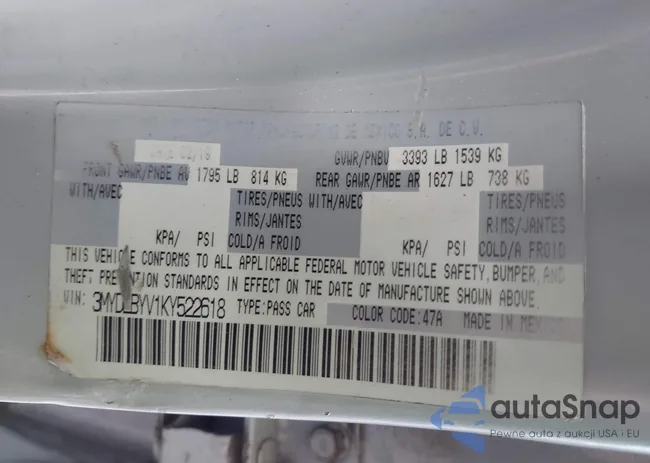 DE MEXICO S.A. DE C.V.
GVWR/PNBV 3393 LB 1539 KG
FRONT GAWR/PNBE AV 1795 LB 814 KG REAR GAWR/PNBE AR 1627 LB 738 KG
WITH/AVEC TIRES/PNEUS WITH/AVEC TIRES/PNEUS
RIMS/JANTES RIMS/JANTES
KPA/ PSI COLD/A FROID KPA/ PSI COLD/A FROID
THIS VEHICLE CONFORMS TO ALL APPLICABLE FEDERAL MOTOR VEHICLE SAFETY, BUMPER, AND
THEFT PREVENTION STANDARDS IN EFFECT ON THE DATE OF MANUFACTURE SHOWN ABOVE.
VIN: 3MYDLBYV1KY522618 TYPE:PASS CAR COLOR CODE:47A MADE IN MEXICO
autaSnap
Pewne auta z aukcji USA i EU